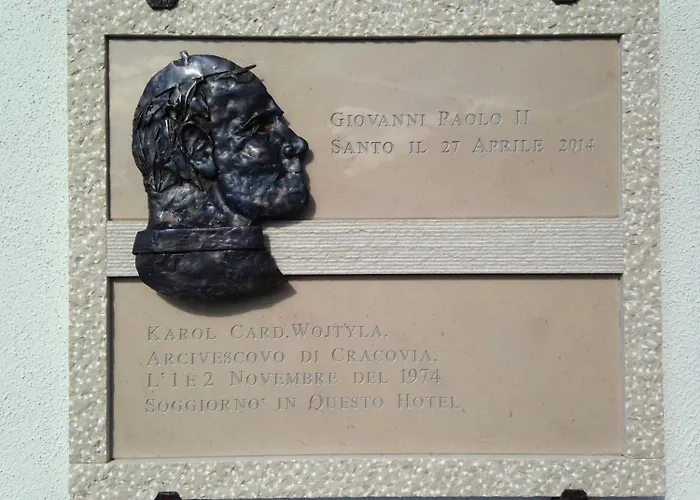 Giovanni Paolo II
Santo il 27 Aprile 2014
Karol Card. Wojtyla,
Arcivescovo di Cracovia,
L' 1 e 2 Novembre del 1974
Soggiorno' in Questo Hotel